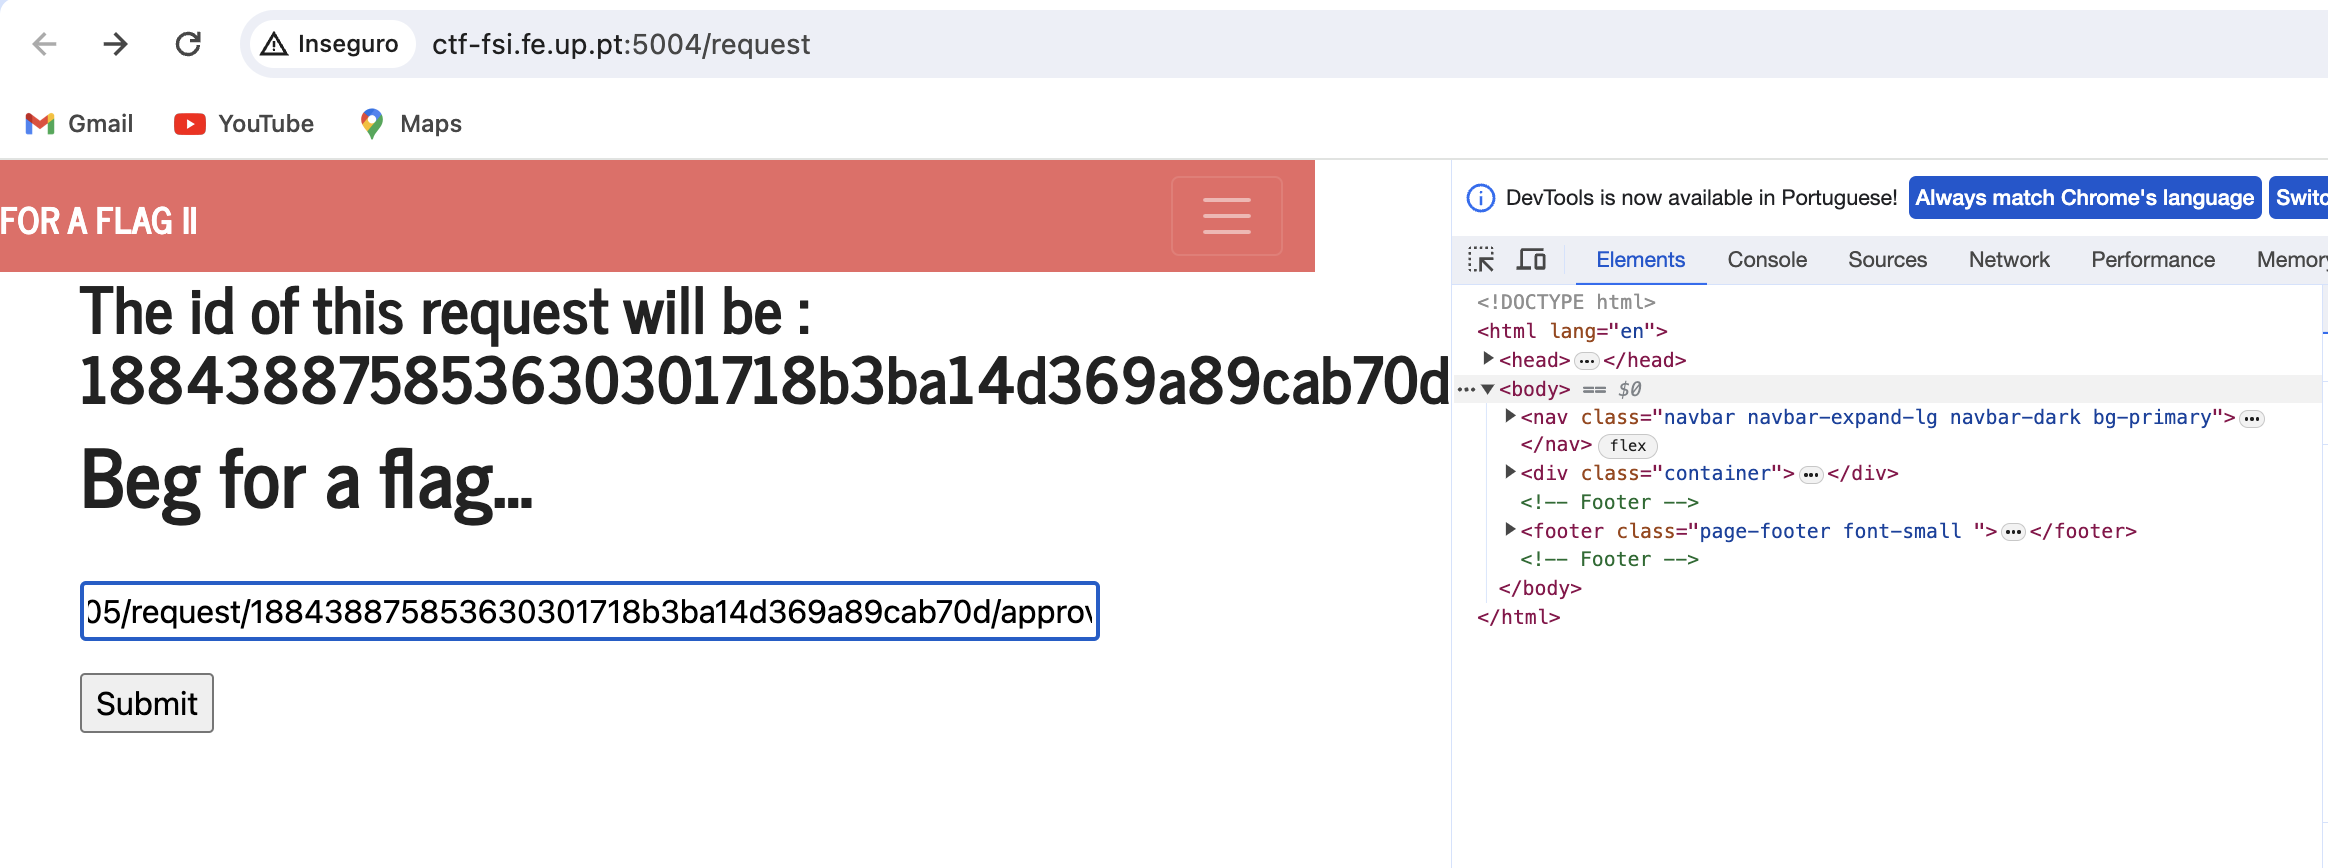 Inseguro ctf-fsi.fe.up.pt:5004/request
Gmail YouTube Maps
FOR A FLAG II
The id of this request will be :
188438875853630301718b3ba14d369a89cab70d
Beg for a flag...
05/request/188438875853630301718b3ba14d369a89cab70d/approv
Submit
DevTools is now available in Portuguese! Always match Chrome's language Switc
Elements Console Sources Network Performance Memory
<!DOCTYPE html>
<html lang="en">
<head> ... </head>
... <body> == $0
<nav class="navbar navbar-expand-lg navbar-dark bg-primary"> ...
</nav> flex
<div class="container"> ... </div>
<!-- Footer -->
<footer class="page-footer font-small "> ... </footer>
<!-- Footer -->
</body>
</html>